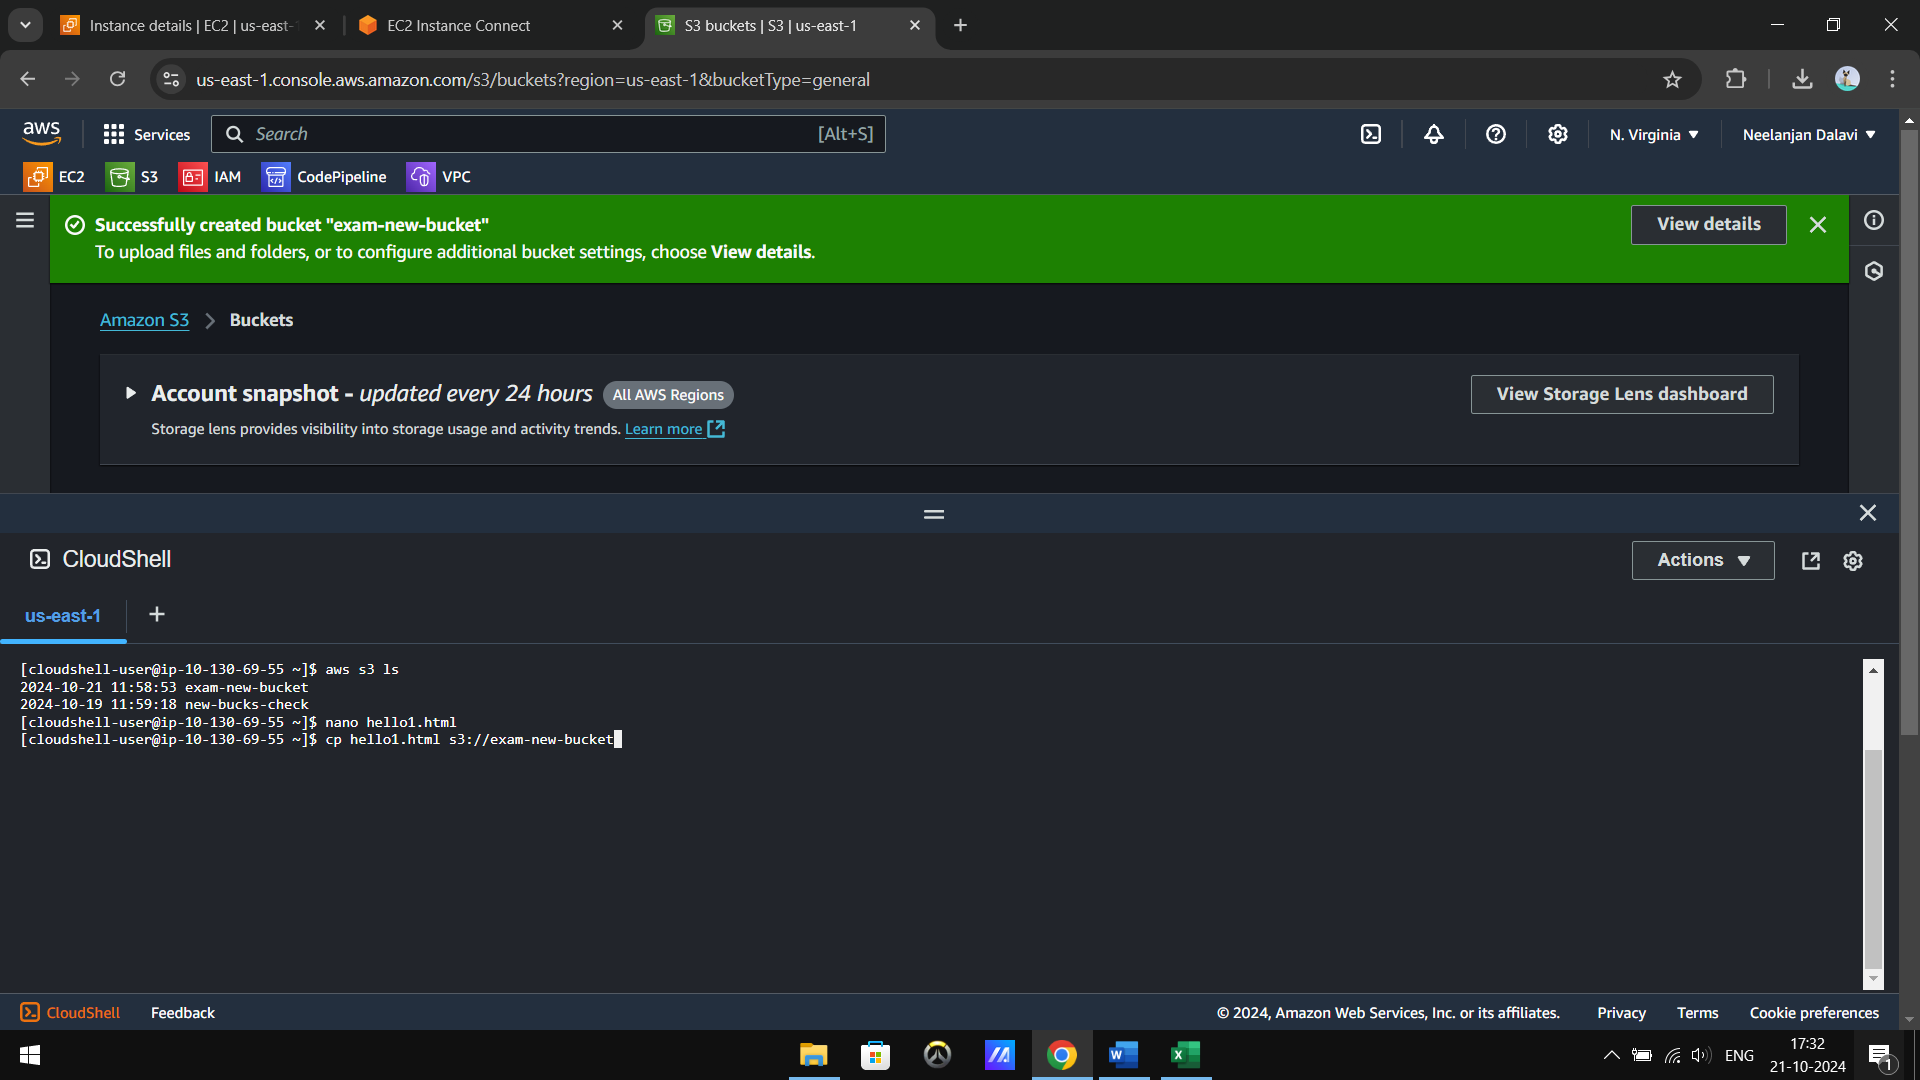 Instance details | EC2 | us-east-
EC2 Instance Connect
S3 buckets | S3 | us-east-1
us-east-1.console.aws.amazon.com/s3/buckets?region=us-east-1&bucketType=general
aws
Services
Search
[Alt+S]
N. Virginia
Neelanjan Dalavi
EC2
S3
IAM
CodePipeline
VPC
Successfully created bucket "exam-new-bucket"
To upload files and folders, or to configure additional bucket settings, choose View details.
View details
Amazon S3
Buckets
Account snapshot - updated every 24 hours
All AWS Regions
View Storage Lens dashboard
Storage lens provides visibility into storage usage and activity trends. Learn more
CloudShell
Actions
us-east-1
[cloudshell-user@ip-10-130-69-55 ~]$ aws s3 ls
2024-10-21 11:58:53 exam-new-bucket
2024-10-19 11:59:18 new-bucks-check
[cloudshell-user@ip-10-130-69-55 ~]$ nano hello1.html
[cloudshell-user@ip-10-130-69-55 ~]$ cp hello1.html s3://exam-new-bucket
CloudShell
Feedback
© 2024, Amazon Web Services, Inc. or its affiliates.
Privacy
Terms
Cookie preferences
ENG
17:32
21-10-2024
1